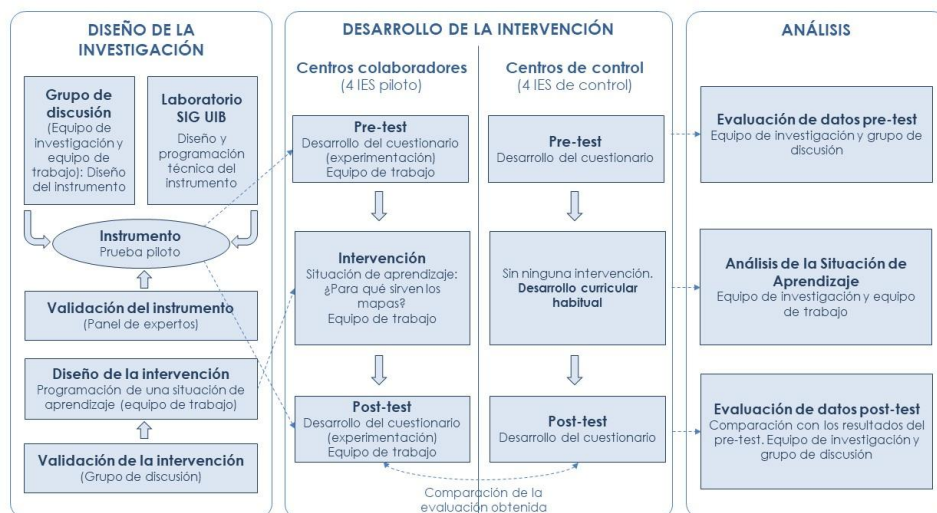 DISEÑO DE LA
INVESTIGACIÓN
Grupo de
discusión
(Equipo de
investigación y
equipo de
trabajo): Diseño
del instrumento
Laboratorio
SIG UIB
Diseño y
programación
técnica del
instrumento
Instrumento
Prueba piloto
Validación del instrumento
(Panel de expertos)
Diseño de la intervención
Programación de una situación de
aprendizaje (equipo de trabajo)
Validación de la intervención
(Grupo de discusión)
DESARROLLO DE LA INTERVENCIÓN
Centros colaboradores
(4 IES piloto)
Pre-test
Desarrollo del cuestionario
(experimentación)
Equipo de trabajo
Intervención
Situación de aprendizaje:
¿Para qué sirven los
mapas?
Equipo de trabajo
Post-test
Desarrollo del cuestionario
(experimentación)
Equipo de trabajo
Centros de control
(4 IES de control)
Pre-test
Desarrollo del cuestionario
Sin ninguna intervención.
Desarrollo curricular
habitual
Post-test
Desarrollo del cuestionario
Comparación de la
evaluación obtenida
ANÁLISIS
Evaluación de datos pre-test
Equipo de investigación y grupo de
discusión
Análisis de la Situación de
Aprendizaje
Equipo de investigación y equipo
de trabajo
Evaluación de datos post-test
Comparación con los resultados del
pre-test. Equipo de investigación y
grupo de discusión